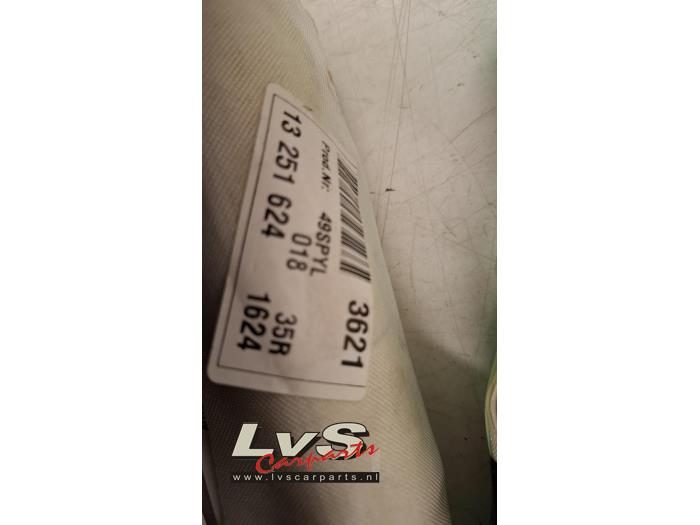 3621
Prod.Nr: 49SPYL 35R
018
13 251 624 1624
LvS
Carparts
www.lvscarparts.nl